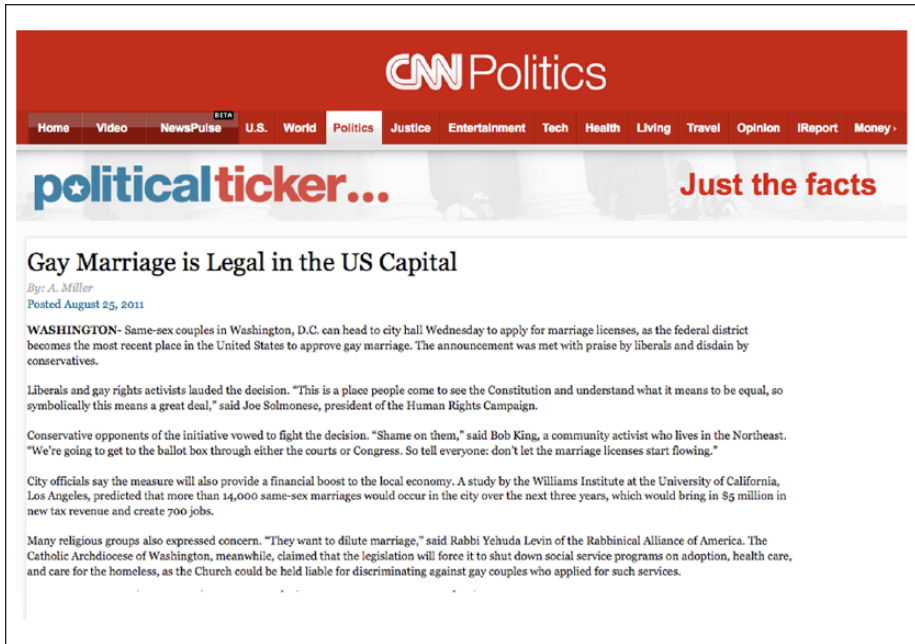 CNN Politics
BETA
Home Video NewsPulse U.S. World Politics Justice Entertainment Tech Health Living Travel Opinion iReport Money ›
politicalticker... Just the facts
Gay Marriage is Legal in the US Capital
By: A. Miller
Posted August 25, 2011
WASHINGTON- Same-sex couples in Washington, D.C. can head to city hall Wednesday to apply for marriage licenses, as the federal district
becomes the most recent place in the United States to approve gay marriage. The announcement was met with praise by liberals and disdain by
conservatives.
Liberals and gay rights activists lauded the decision. “This is a place people come to see the Constitution and understand what it means to be equal, so
symbolically this means a great deal,” said Joe Solmonese, president of the Human Rights Campaign.
Conservative opponents of the initiative vowed to fight the decision. “Shame on them,” said Bob King, a community activist who lives in the Northeast.
“We’re going to get to the ballot box through either the courts or Congress. So tell everyone: don’t let the marriage licenses start flowing.”
City officials say the measure will also provide a financial boost to the local economy. A study by the Williams Institute at the University of California,
Los Angeles, predicted that more than 14,000 same-sex marriages would occur in the city over the next three years, which would bring in $5 million in
new tax revenue and create 700 jobs.
Many religious groups also expressed concern. “They want to dilute marriage,” said Rabbi Yehuda Levin of the Rabbinical Alliance of America. The
Catholic Archdiocese of Washington, meanwhile, claimed that the legislation will force it to shut down social service programs on adoption, health care,
and care for the homeless, as the Church could be held liable for discriminating against gay couples who applied for such services.